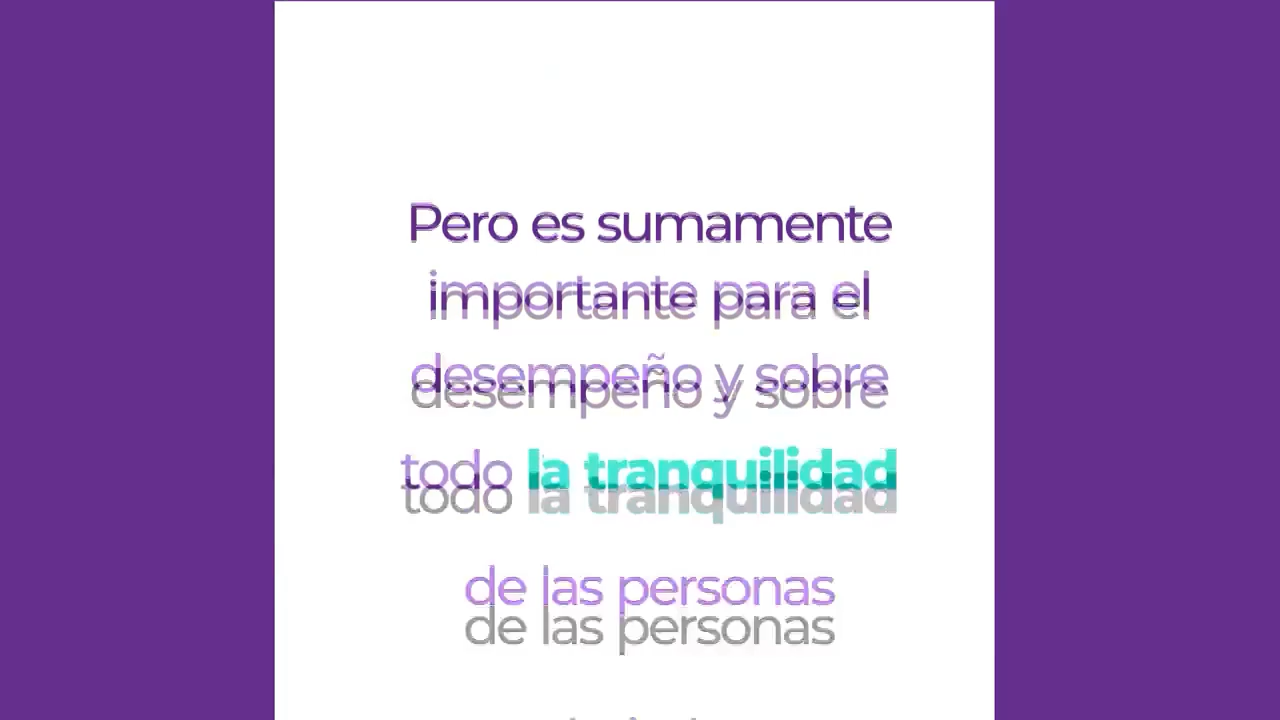 Pero es sumamente
importante para el
desempeño y sobre
todo la tranquilidad
de las personas